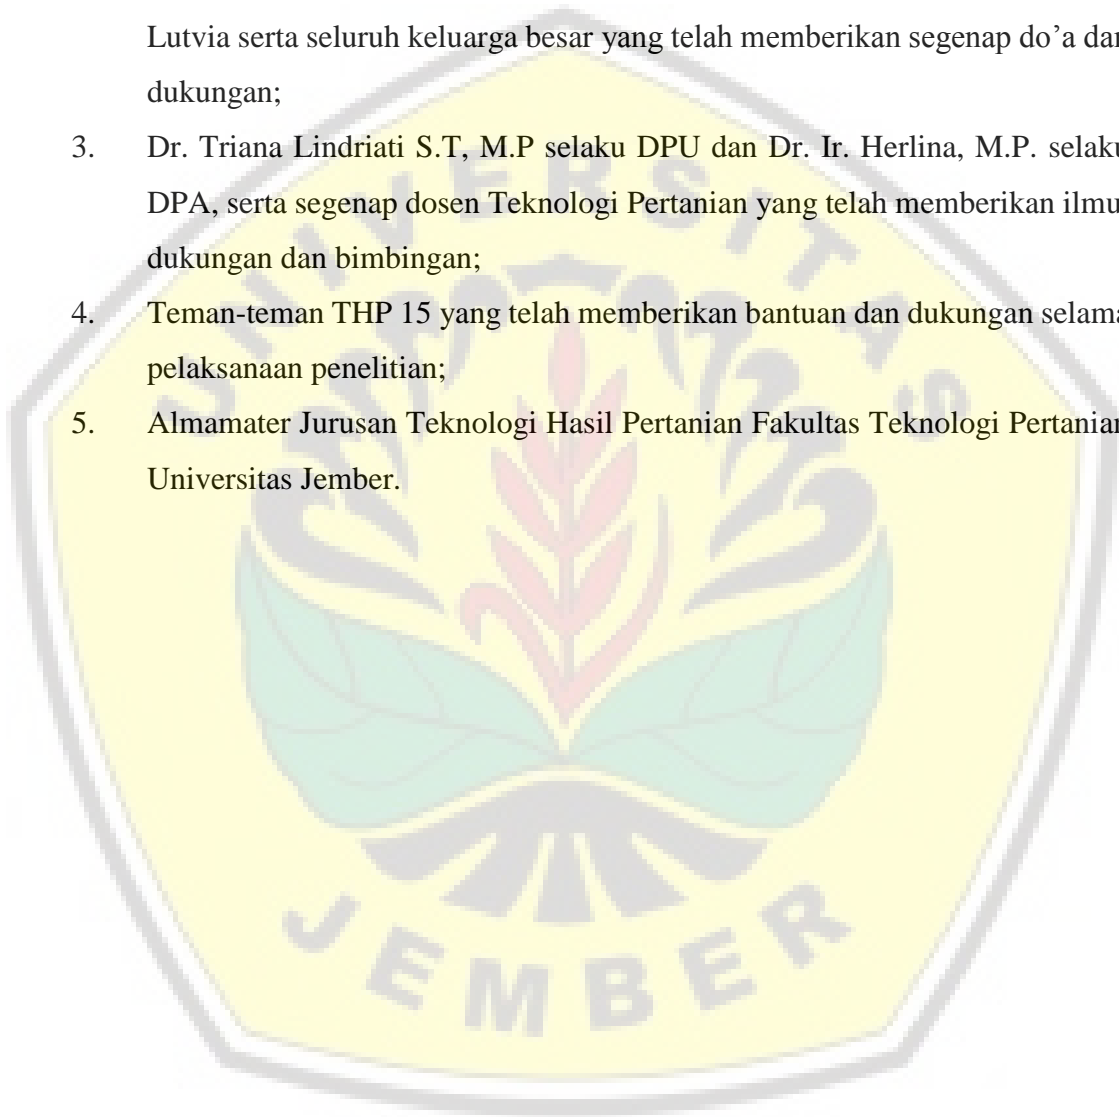 Lutvia serta seluruh keluarga besar yang telah memberikan segenap do’a dan
dukungan;
3. Dr. Triana Lindriati S.T, M.P selaku DPU dan Dr. Ir. Herlina, M.P. selaku
DPA, serta segenap dosen Teknologi Pertanian yang telah memberikan ilmu
dukungan dan bimbingan;
4. Teman-teman THP 15 yang telah memberikan bantuan dan dukungan selama
pelaksanaan penelitian;
5. Almamater Jurusan Teknologi Hasil Pertanian Fakultas Teknologi Pertanian
Universitas Jember.
UNIVERSITAS
JEMBER